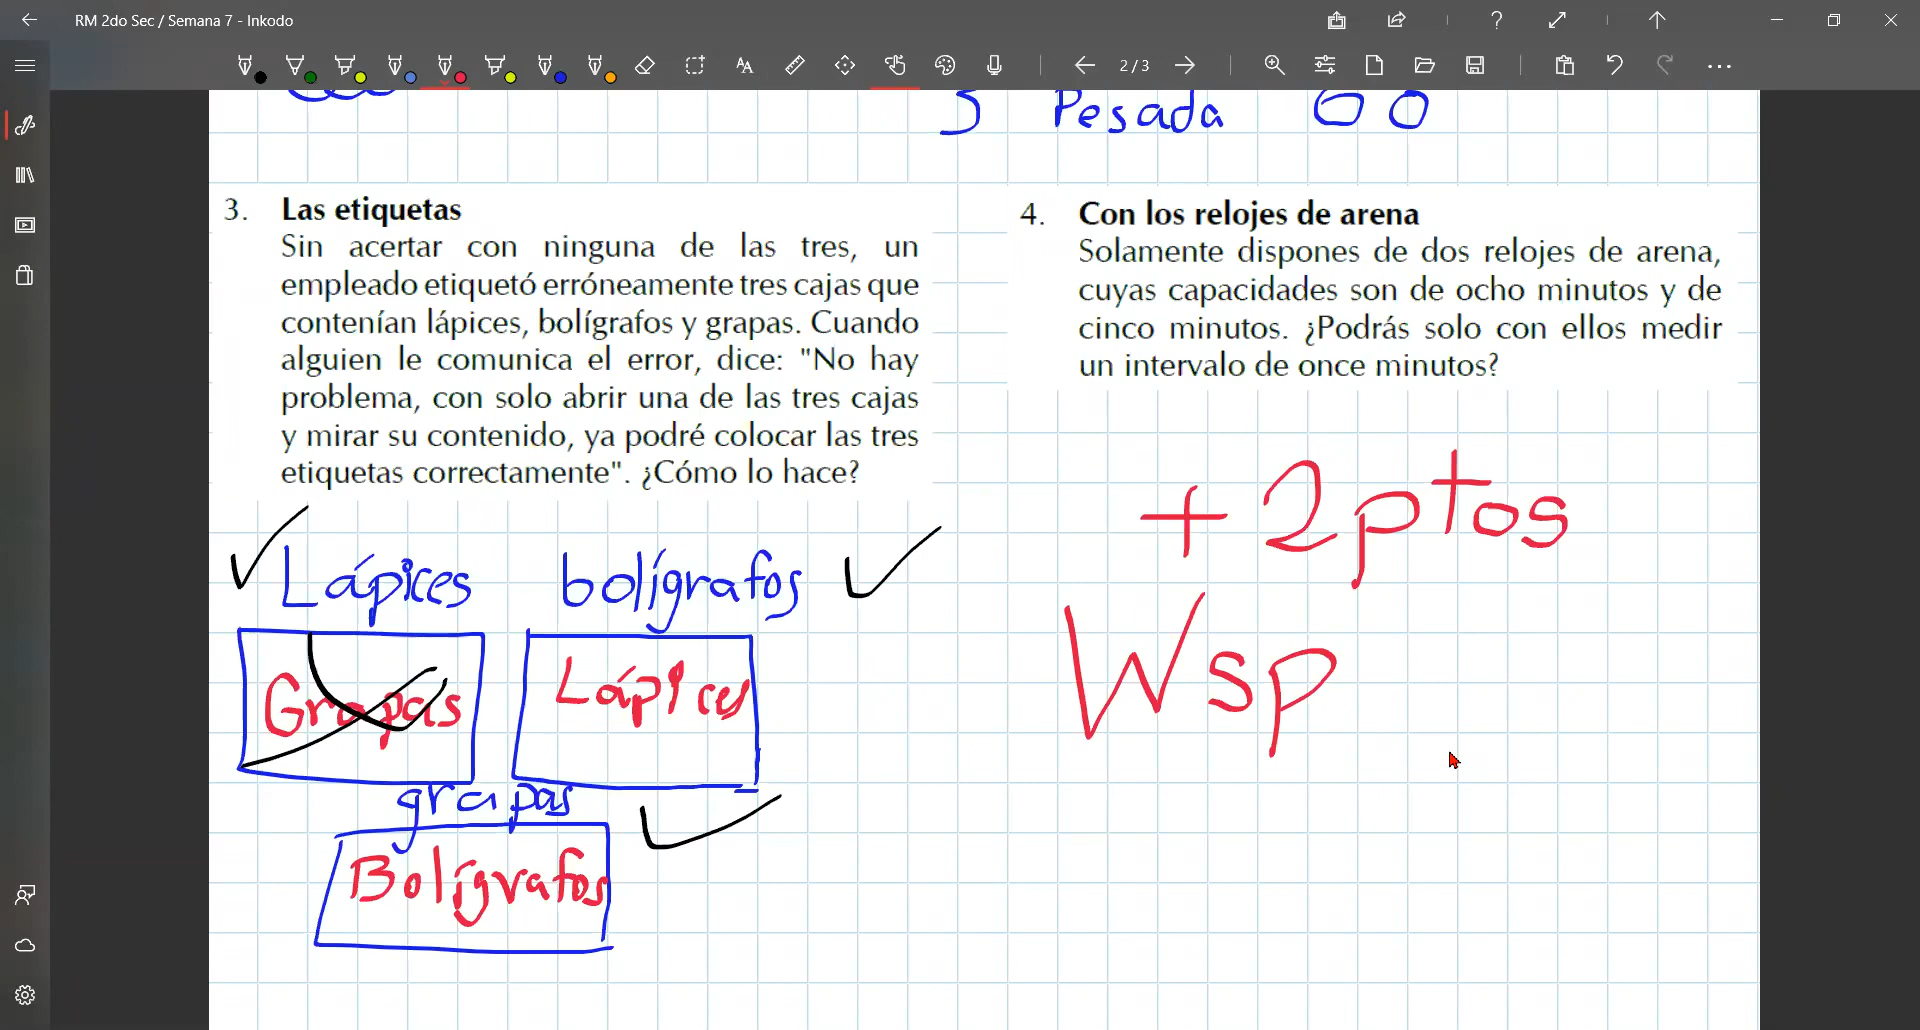 RM 2do Sec / Semana 7 - Inkodo
2 / 3
Pesada
3. Las etiquetas
Sin acertar con ninguna de las tres, un
empleado etiquetó erróneamente tres cajas que
contenían lápices, bolígrafos y grapas. Cuando
alguien le comunica el error, dice: "No hay
problema, con solo abrir una de las tres cajas
y mirar su contenido, ya podré colocar las tres
etiquetas correctamente". ¿Cómo lo hace?
Lápices bolígrafos
Grapas Lápices
grapas
Bolígrafos
4. Con los relojes de arena
Solamente dispones de dos relojes de arena,
cuyas capacidades son de ocho minutos y de
cinco minutos. ¿Podrás solo con ellos medir
un intervalo de once minutos?
+ 2 ptos
Wsp